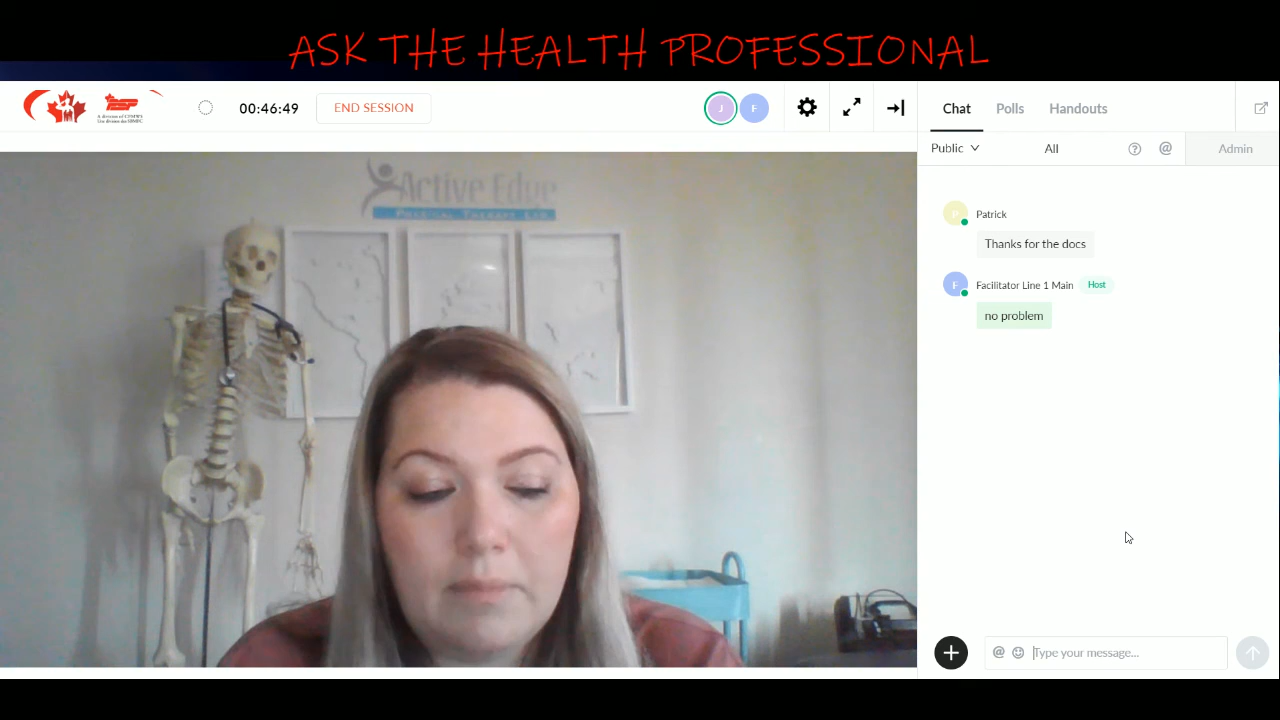 ASK THE HEALTH PROFESSIONAL
00:46:49
END SESSION
J
F
Chat
Polls
Handouts
Public
All
@
Admin
Active Edge
PHYSICAL THERAPY LTD.
Patrick
Thanks for the docs
F
Facilitator Line 1 Main
Host
no problem
@
Type your message...